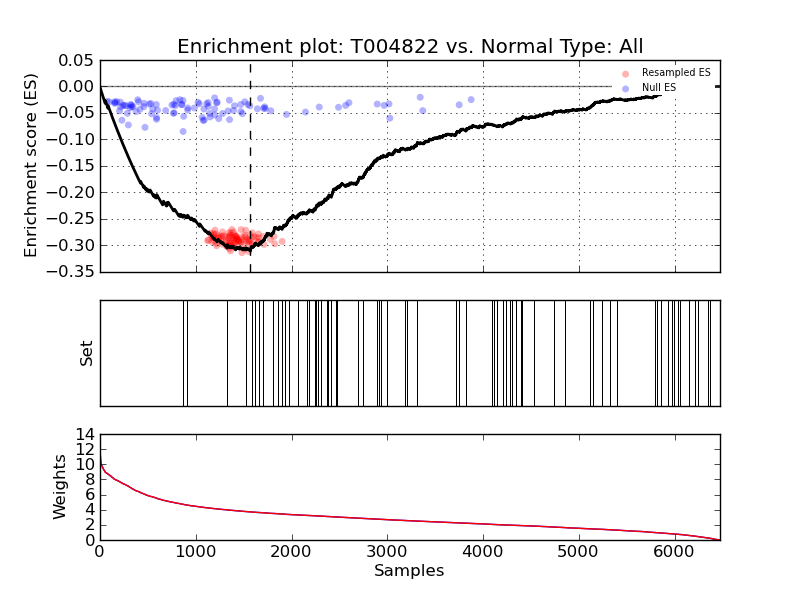 Enrichment plot: T004822 vs. Normal Type: All
Enrichment score (ES)
0.05
0.00
−0.05
−0.10
−0.15
−0.20
−0.25
−0.30
−0.35
Resampled ES
Null ES
Set
Weights
14
12
10
8
6
4
2
0
0 1000 2000 3000 4000 5000 6000
Samples